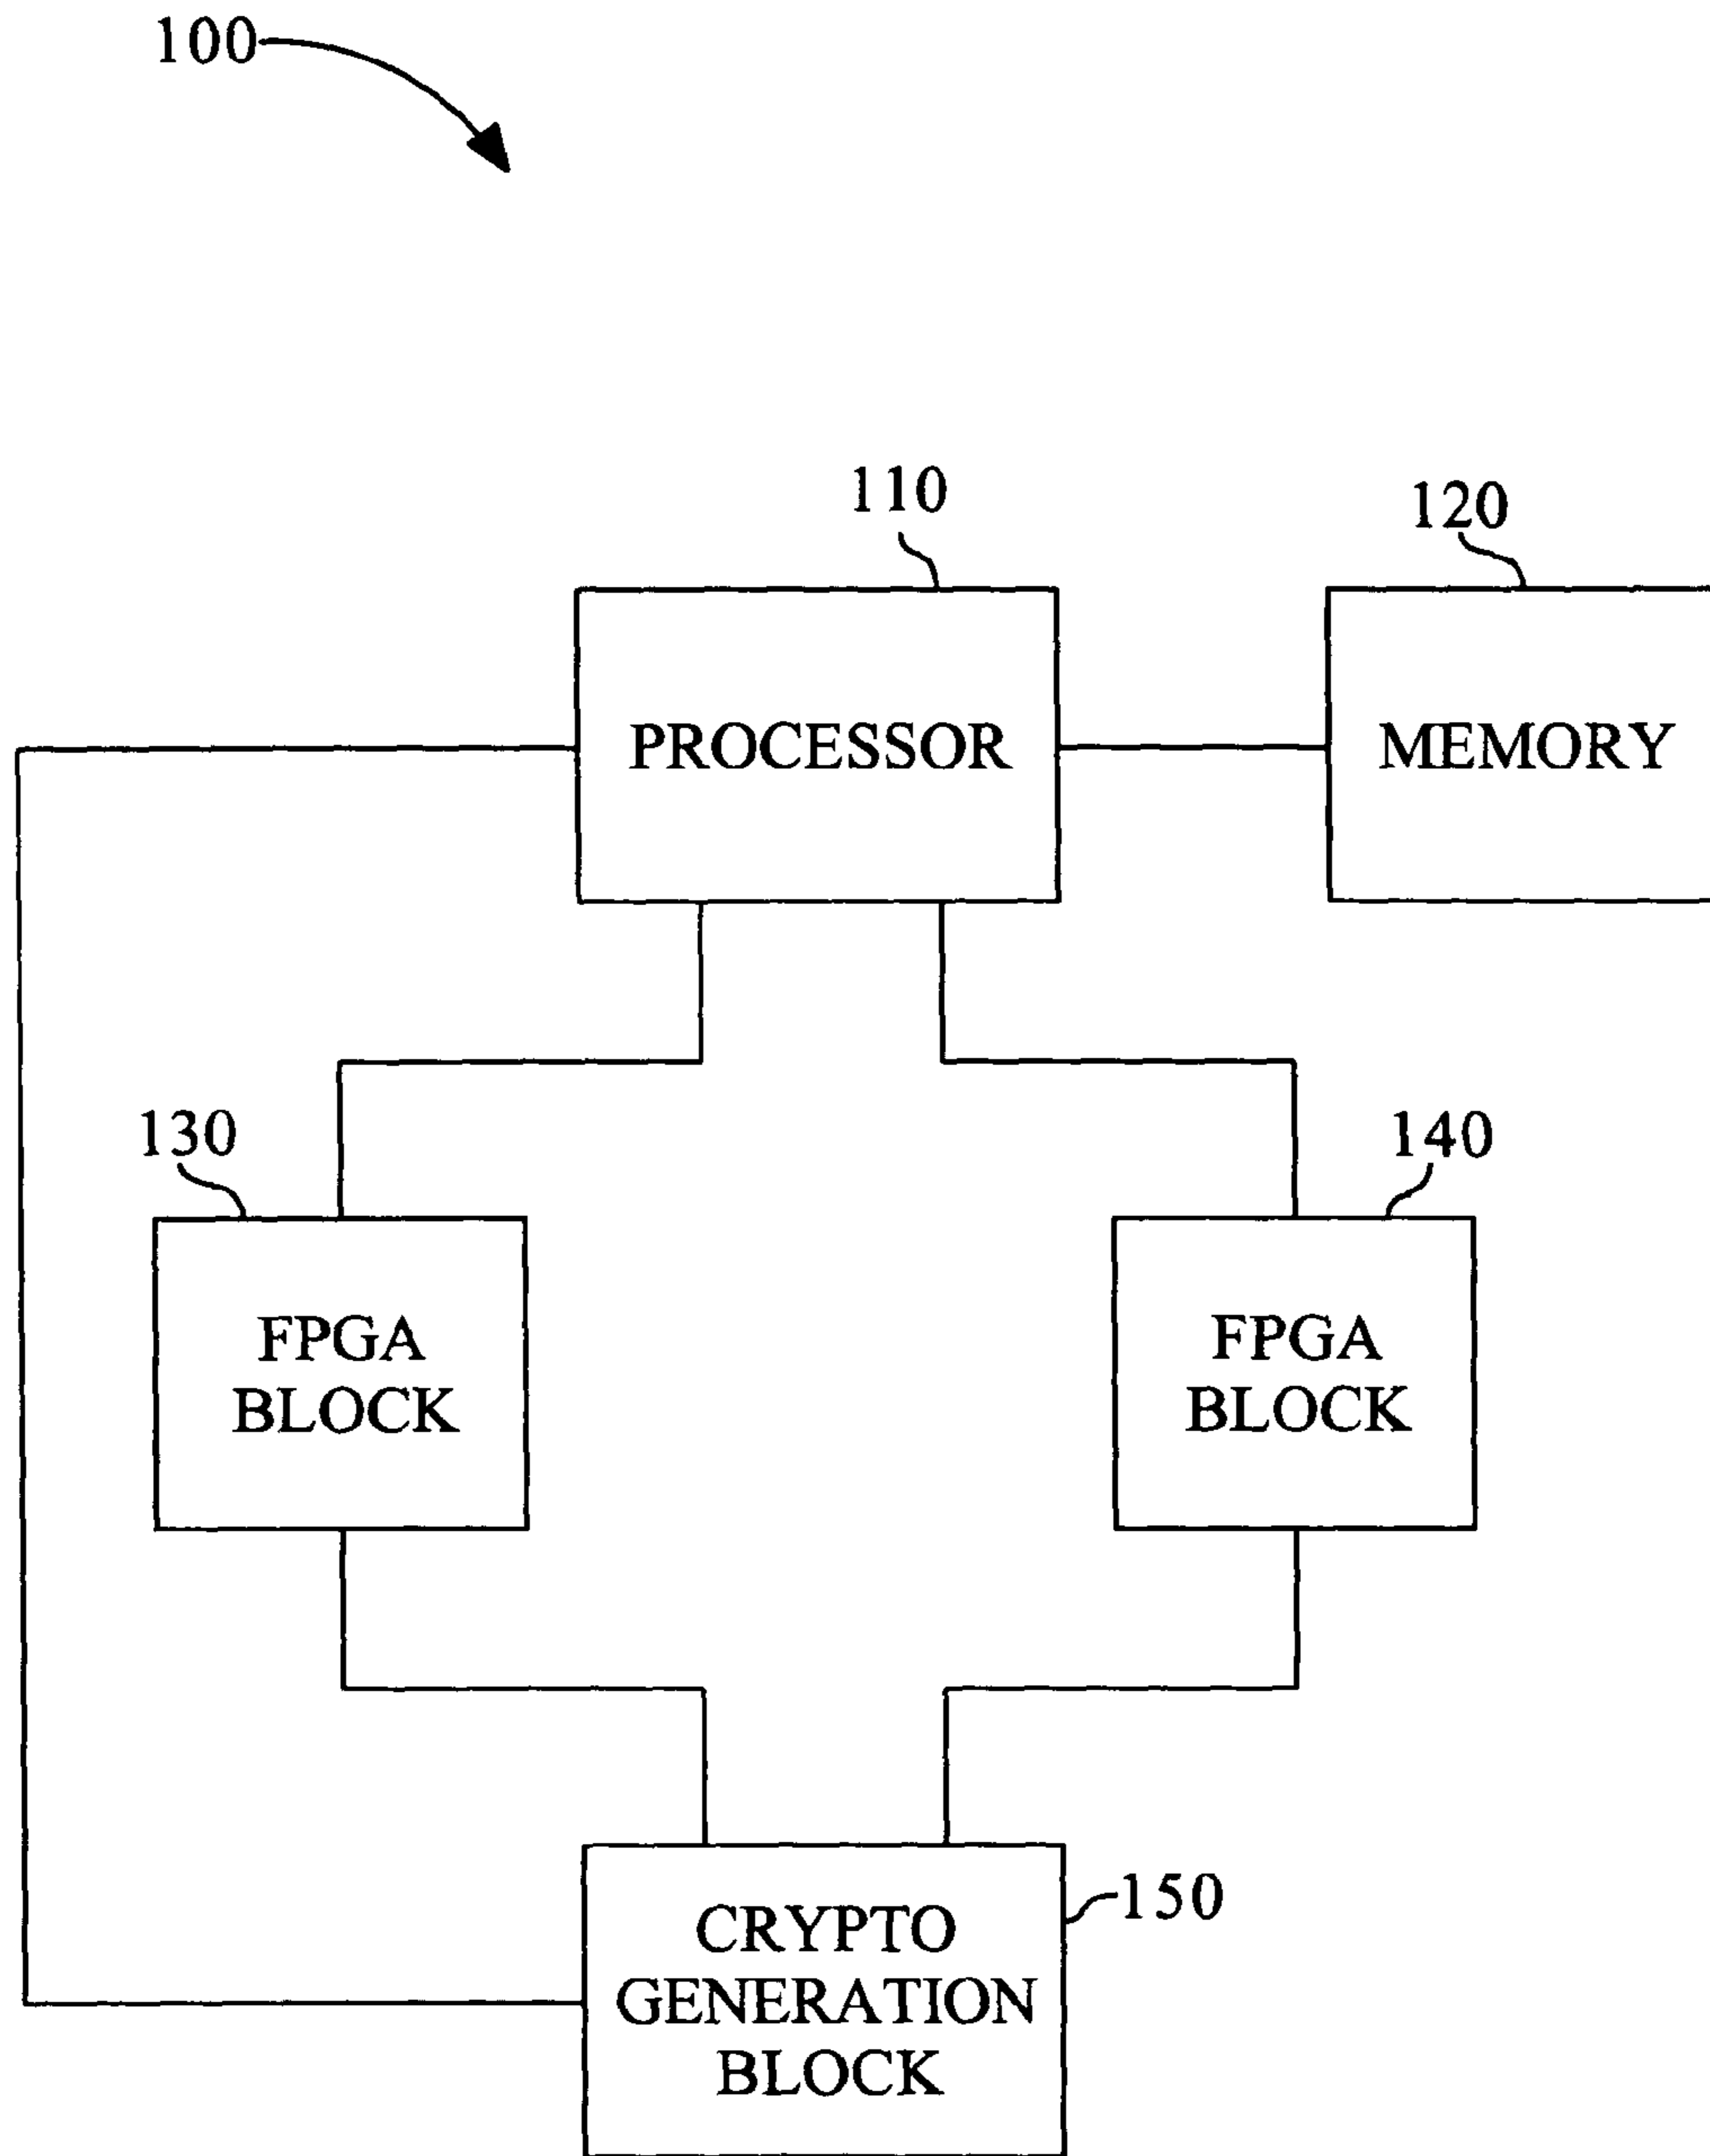 100
110
120
PROCESSOR
MEMORY
130
140
FPGA
BLOCK
FPGA
BLOCK
150
CRYPTO
GENERATION
BLOCK